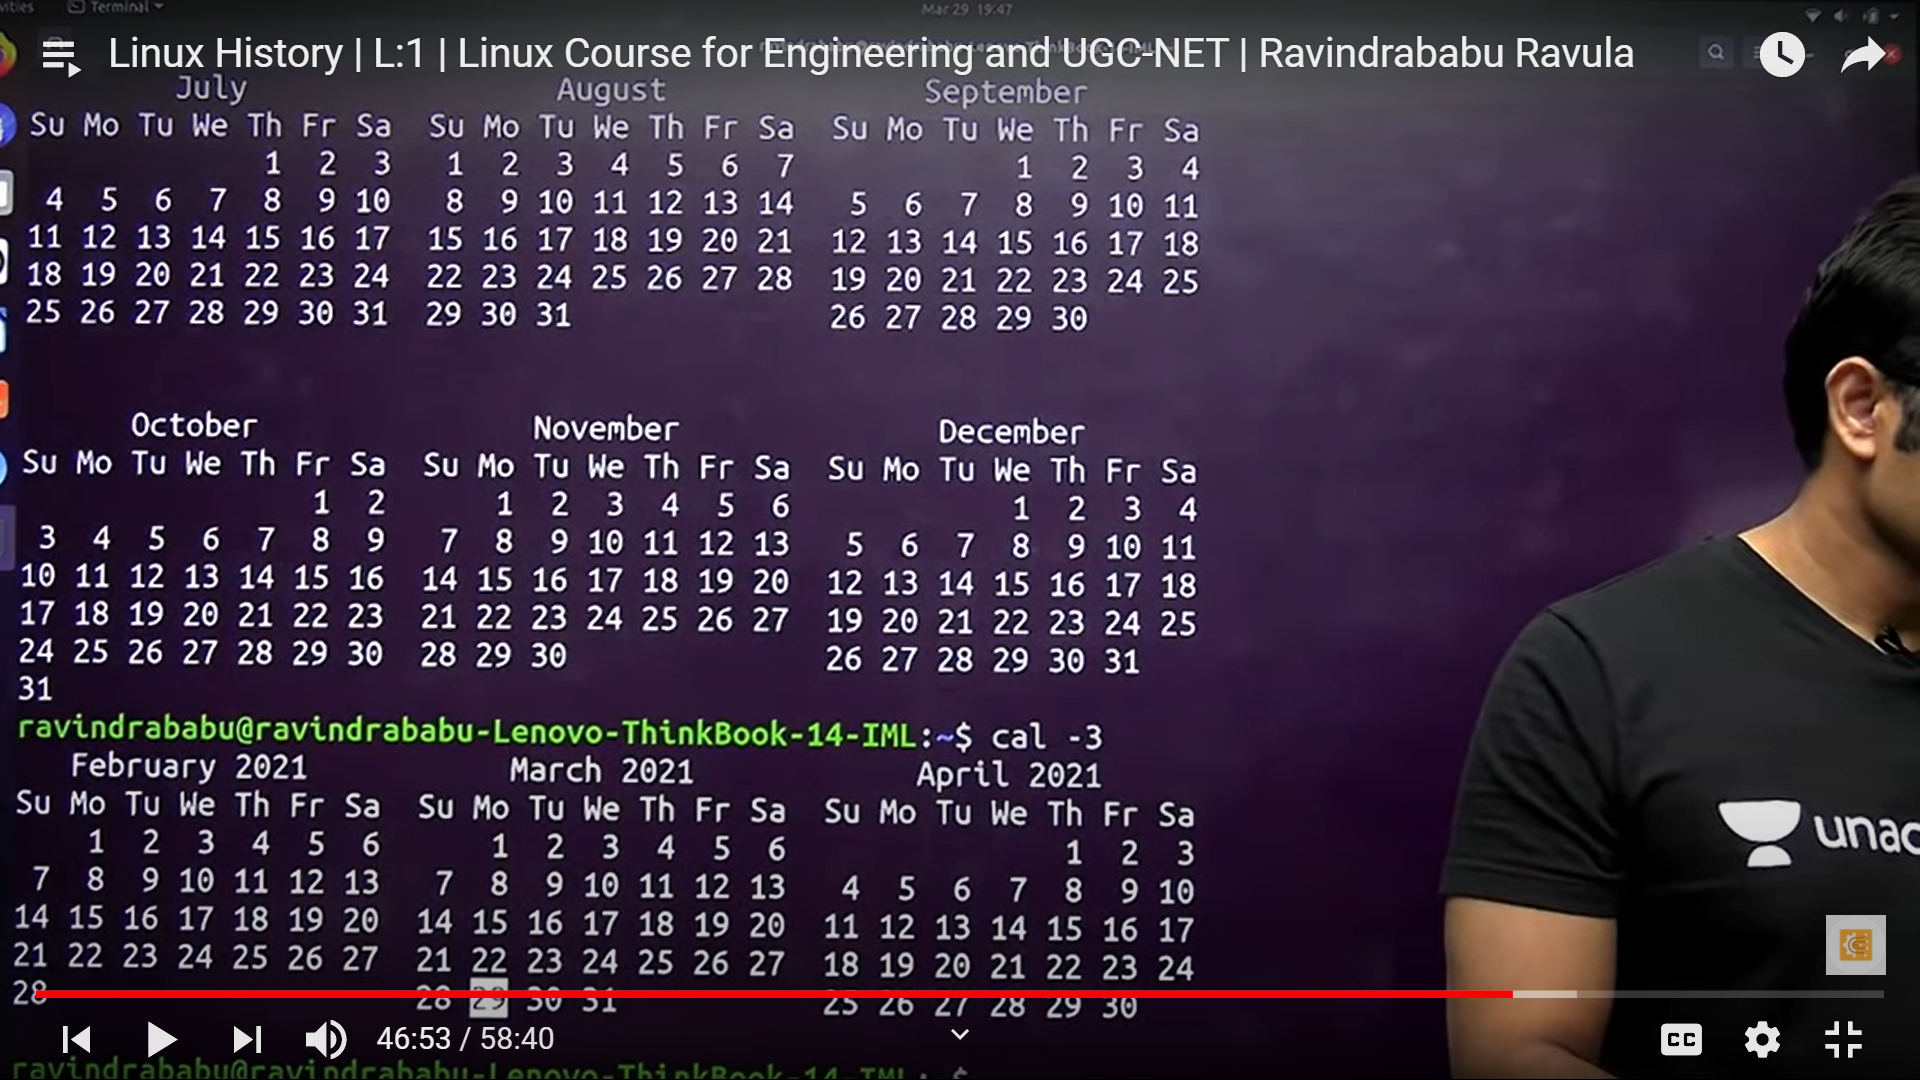 Terminal
Mar 29 19:47
Linux History | L:1 | Linux Course for Engineering and UGC-NET | Ravindrababu Ravula
July August September
Su Mo Tu We Th Fr Sa Su Mo Tu We Th Fr Sa Su Mo Tu We Th Fr Sa
1 2 3 1 2 3 4 5 6 7 1 2 3 4
4 5 6 7 8 9 10 8 9 10 11 12 13 14 5 6 7 8 9 10 11
11 12 13 14 15 16 17 15 16 17 18 19 20 21 12 13 14 15 16 17 18
18 19 20 21 22 23 24 22 23 24 25 26 27 28 19 20 21 22 23 24 25
25 26 27 28 29 30 31 29 30 31 26 27 28 29 30
October November December
Su Mo Tu We Th Fr Sa Su Mo Tu We Th Fr Sa Su Mo Tu We Th Fr Sa
1 2 1 2 3 4 5 6 1 2 3 4
3 4 5 6 7 8 9 7 8 9 10 11 12 13 5 6 7 8 9 10 11
10 11 12 13 14 15 16 14 15 16 17 18 19 20 12 13 14 15 16 17 18
17 18 19 20 21 22 23 21 22 23 24 25 26 27 19 20 21 22 23 24 25
24 25 26 27 28 29 30 28 29 30 26 27 28 29 30 31
31
ravindrababu@ravindrababu-Lenovo-ThinkBook-14-IML:~$ cal -3
February 2021 March 2021 April 2021
Su Mo Tu We Th Fr Sa Su Mo Tu We Th Fr Sa Su Mo Tu We Th Fr Sa
1 2 3 4 5 6 1 2 3 4 5 6 1 2 3
7 8 9 10 11 12 13 7 8 9 10 11 12 13 4 5 6 7 8 9 10
14 15 16 17 18 19 20 14 15 16 17 18 19 20 11 12 13 14 15 16 17
21 22 23 24 25 26 27 21 22 23 24 25 26 27 18 19 20 21 22 23 24
28 28 29 30 31 25 26 27 28 29 30
unac
46:53 / 58:40
CC
ravindrababu@ravindrababu-Lenovo-ThinkBook-14-IML:~$